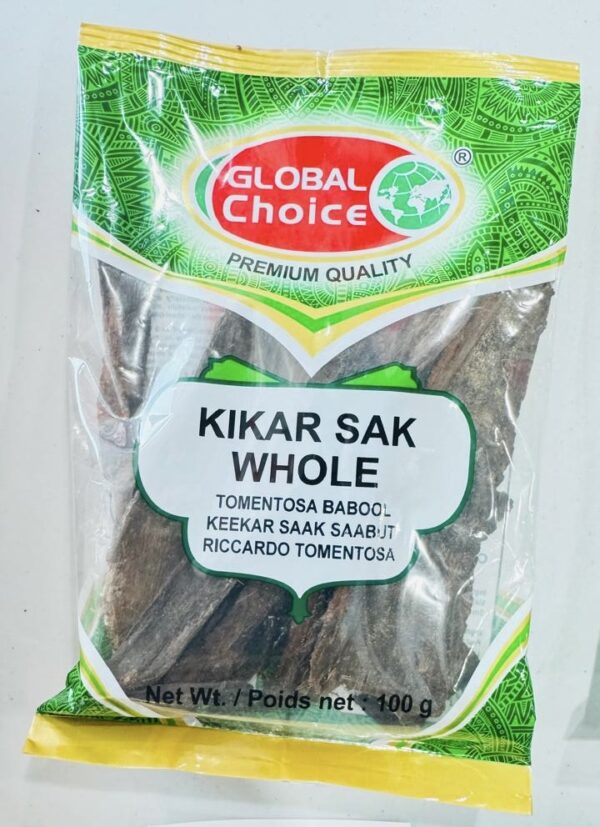 GLOBAL
Choice
®
PREMIUM QUALITY
KIKAR SAK
WHOLE
TOMENTOSA BABOOL
KEEKAR SAAK SAABUT
RICCARDO TOMENTOSA
Net Wt. / Poids net : 100 g